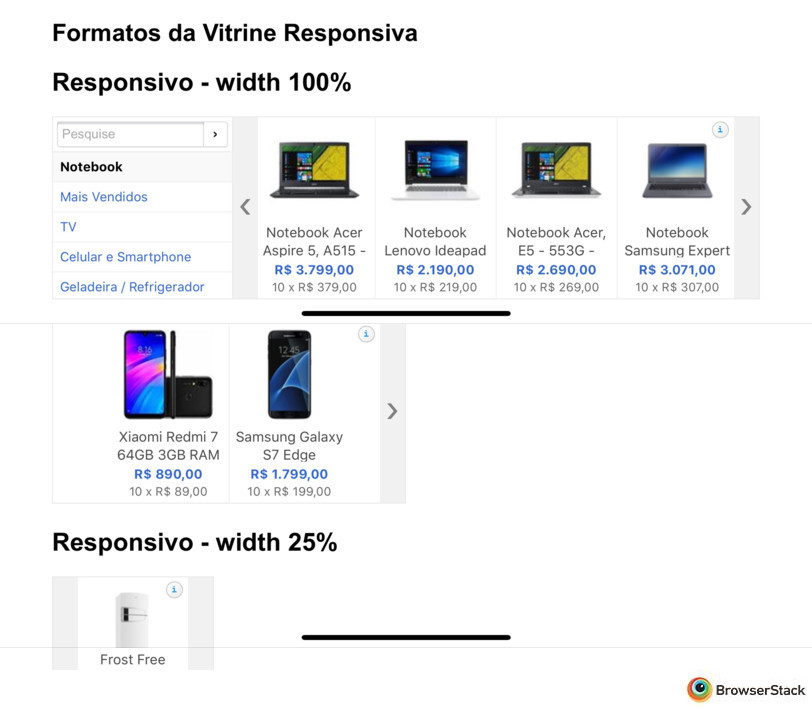 Formatos da Vitrine Responsiva
Responsivo - width 100%
Pesquise
Notebook
Mais Vendidos
TV
Celular e Smartphone
Geladeira / Refrigerador
Notebook Acer
Aspire 5, A515 -
R$ 3.799,00
10 x R$ 379,00
Notebook
Lenovo Ideapad
R$ 2.190,00
10 x R$ 219,00
Notebook Acer,
E5 - 553G -
R$ 2.690,00
10 x R$ 269,00
Notebook
Samsung Expert
R$ 3.071,00
10 x R$ 307,00
8:16
Xiaomi Redmi 7
64GB 3GB RAM
R$ 890,00
10 x R$ 89,00
12:45
Samsung Galaxy
S7 Edge
R$ 1.799,00
10 x R$ 199,00
Responsivo - width 25%
Frost Free
BrowserStack